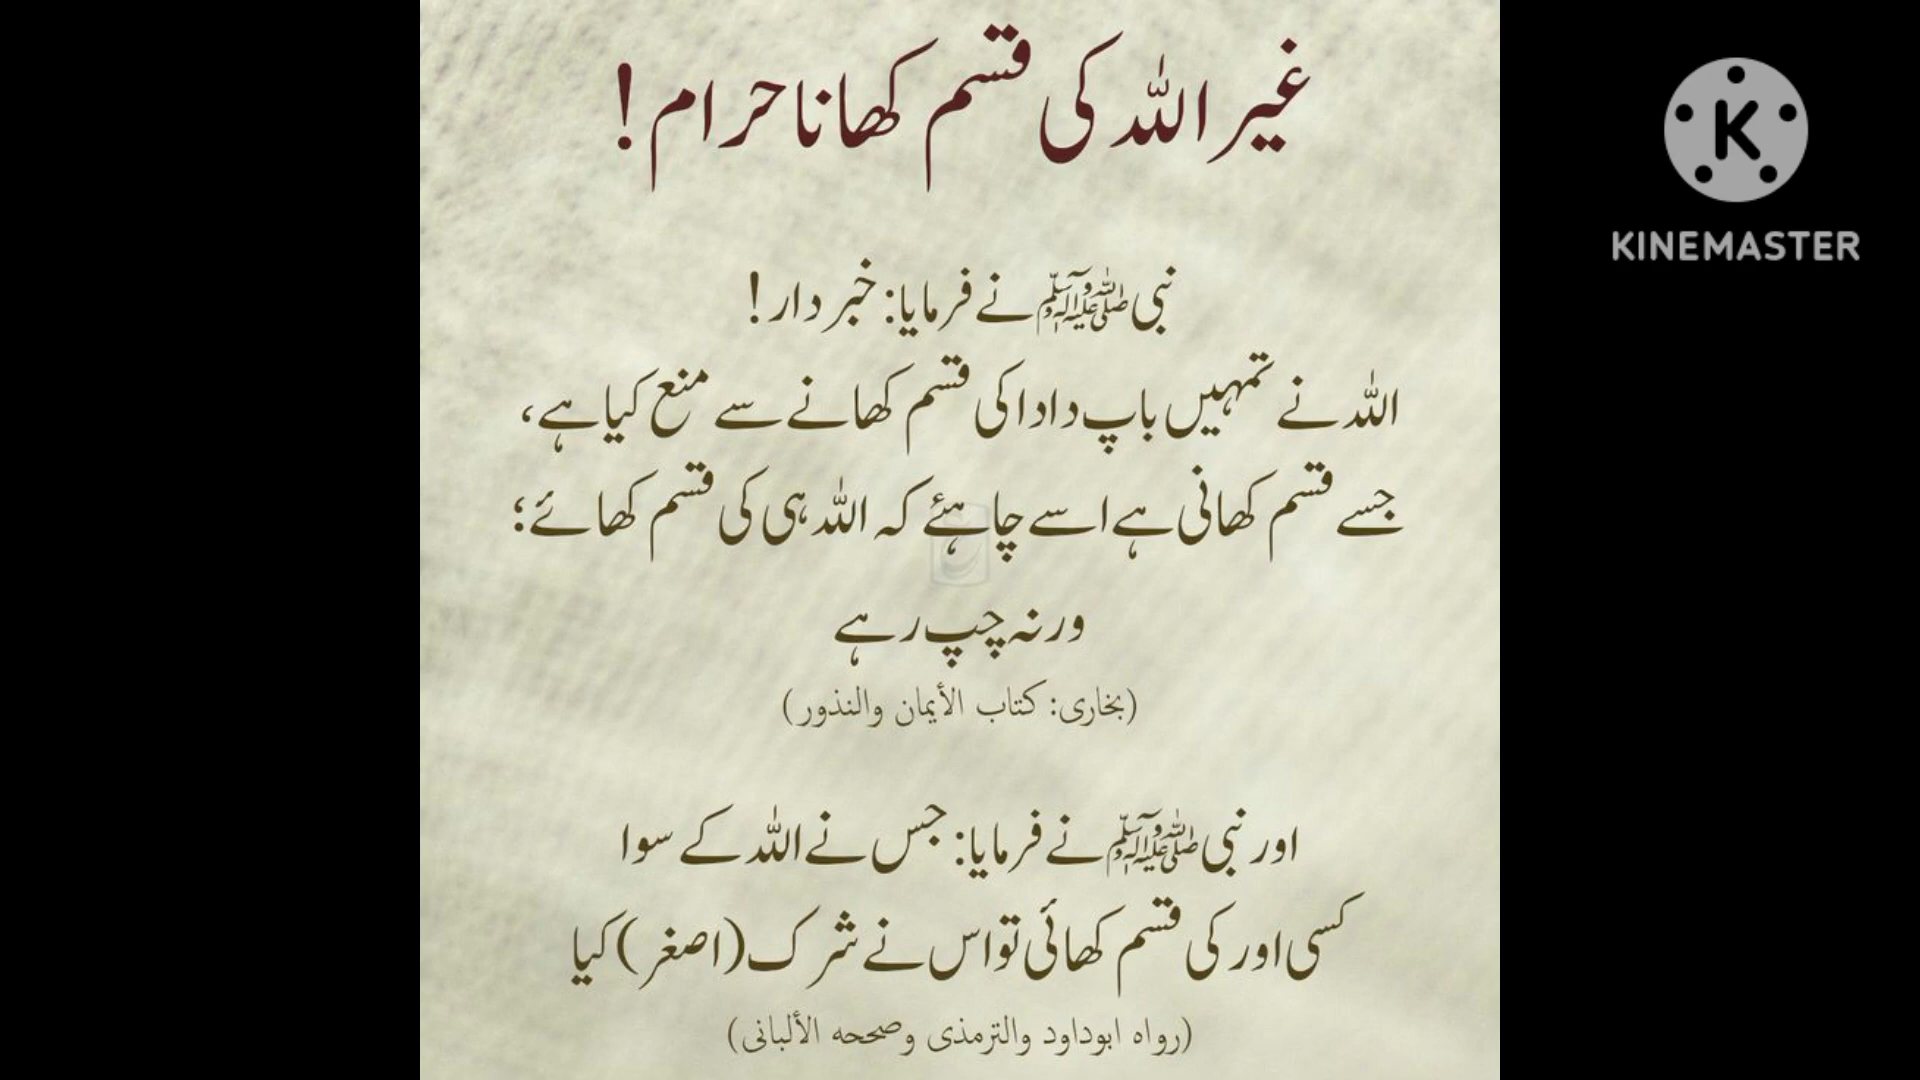 غیر اللہ کی قسم کھانا حرام!
KINEMASTER
نبی ﷺ نے فرمایا: خبردار!
اللہ نے تمہیں باپ دادا کی قسم کھانے سے منع کیا ہے،
جسے قسم کھانی ہے اسے چاہئے کہ اللہ ہی کی قسم کھائے؛
ورنہ چپ رہے
(بخاری: کتاب الأیمان والنذور)
اور نبی ﷺ نے فرمایا: جس نے اللہ کے سوا
کسی اور کی قسم کھائی تو اس نے شرک (اصغر) کیا
(رواہ ابوداود والترمذی وصححه الألبانی)